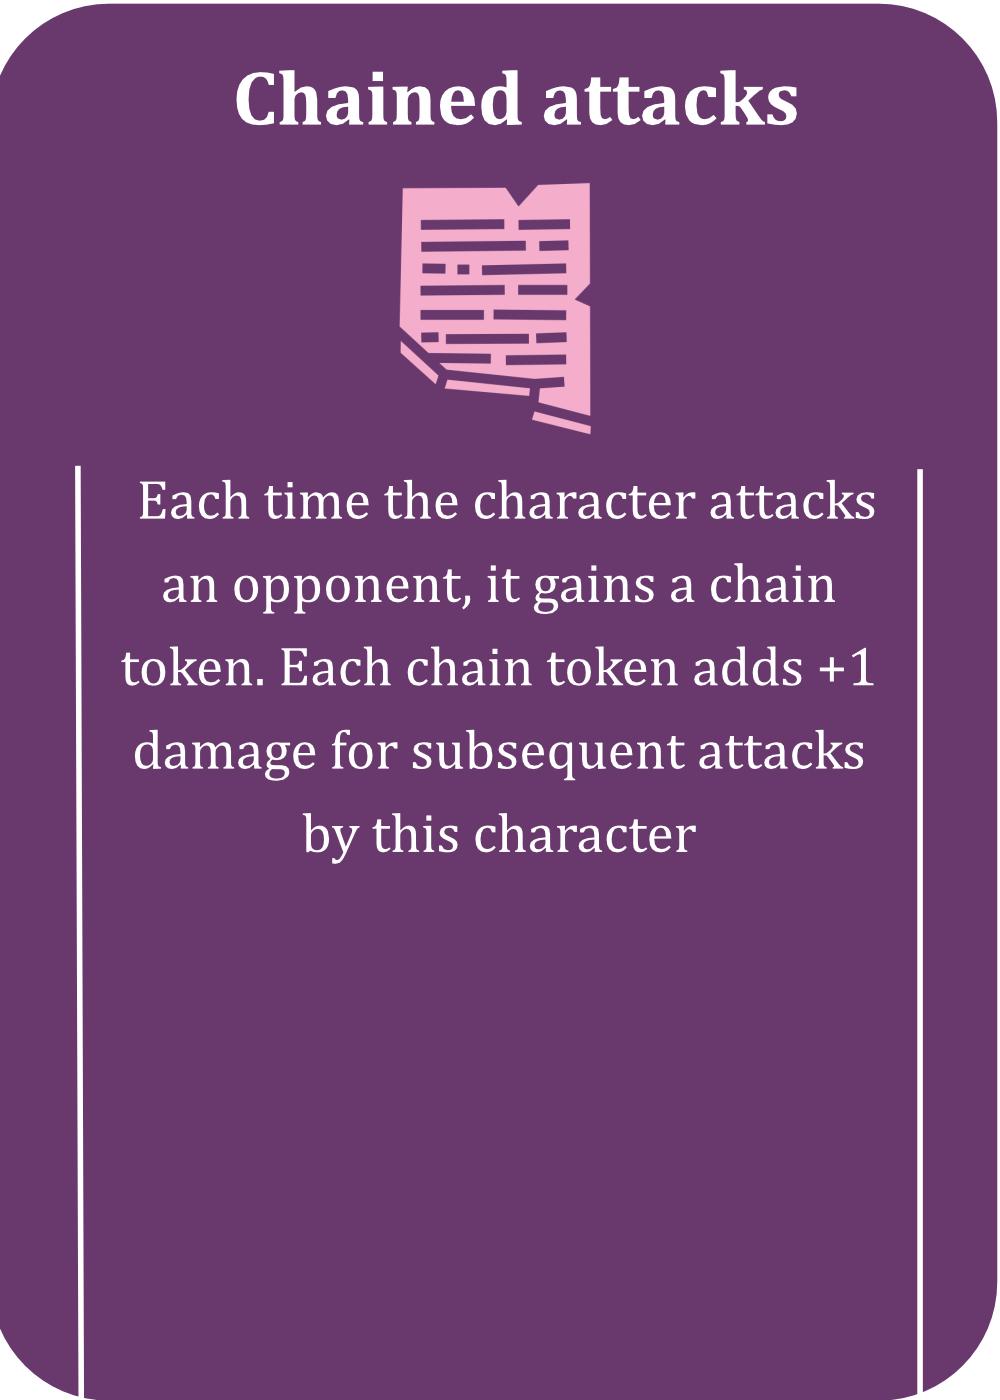 Chained attacks
Each time the character attacks
an opponent, it gains a chain
token. Each chain token adds +1
damage for subsequent attacks
by this character